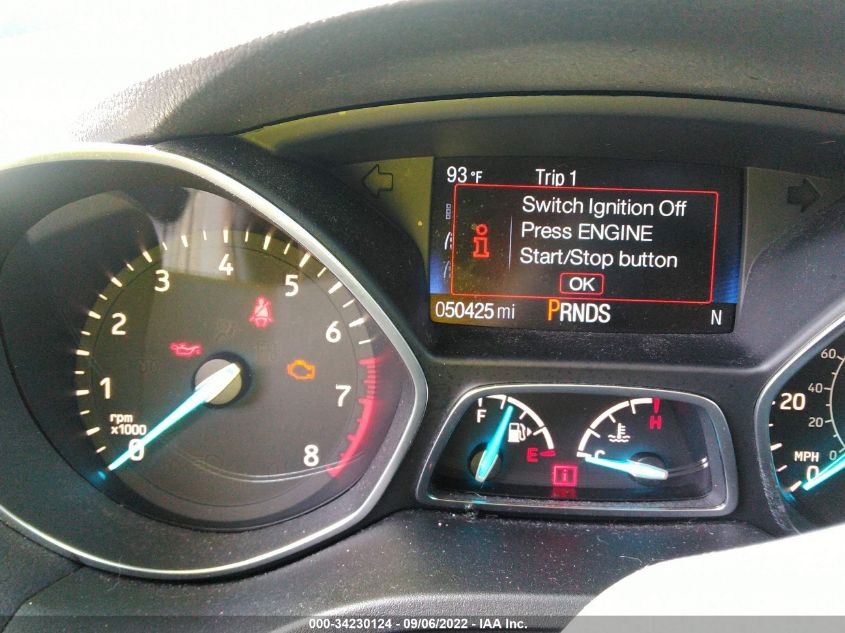 93 °F Trip 1
Switch Ignition Off
Press ENGINE
Start/Stop button
OK
050425 mi PRNDS N
0 1 2 3 4 5 6 7 8
rpm
x1000
F E
C H
i
0 20
MPH
0 20 40 60
000-34230124 - 09/06/2022 - IAA Inc.